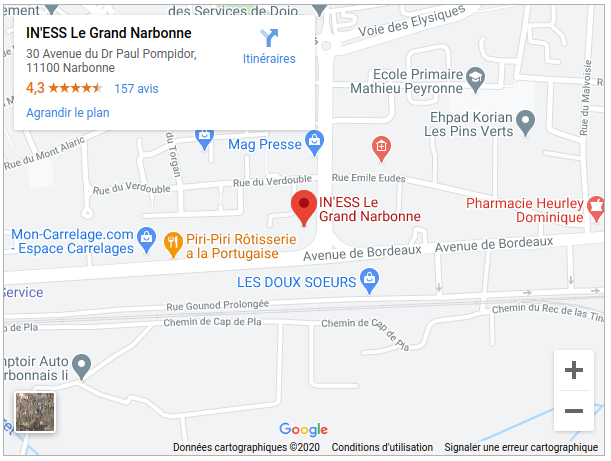 ement
des Services de Dojo
IN'ESS Le Grand Narbonne
30 Avenue du Dr Paul Pompidor,
11100 Narbonne
4,3
157 avis
Agrandir le plan
Itinéraires
Voie des Elysiques
Ecole Primaire
Mathieu Peyronne
Rue du Malvoisie
Ehpad Korian
Les Pins Verts
Rue du Mont Alaric
du Torgan
Mag Presse
Rue du Verdouble
Rue du Verdouble
Rue Emile Eudes
IN'ESS Le
Grand Narbonne
Pharmacie Heurley
Dominique
Mon-Carrelage.com
- Espace Carrelages
Piri-Piri Rôtisserie
a la Portugaise
Avenue de Bordeaux
Avenue de Bordeaux
LES DOUX SOEURS
Service
Rue Gounod Prolongée
Chemin du Rec de las Tin
de Cap de Pla
Chemin de Cap de Pla
Chemin de Cap-de-Pla
mptoir Auto
rbonnais li
Google
Données cartographiques ©2020
Conditions d'utilisation
Signaler une erreur cartographique